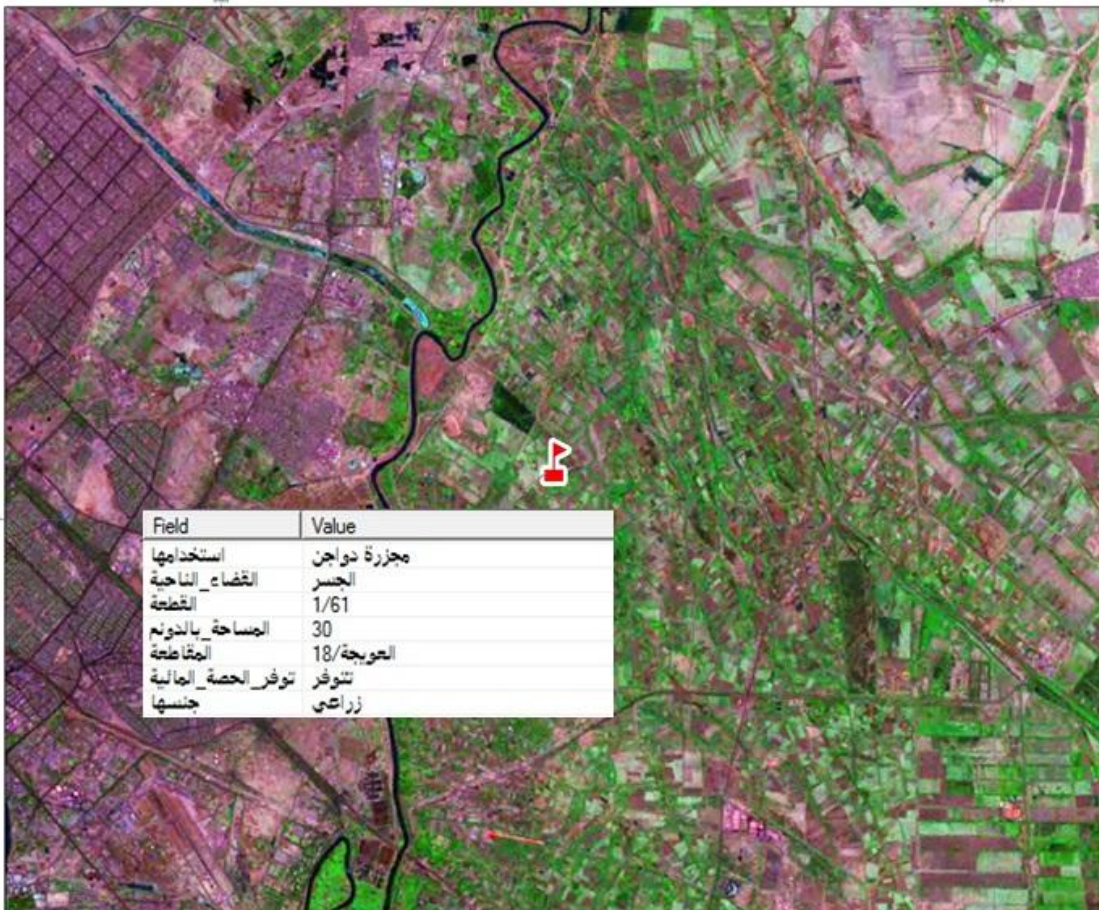 Field Value
استخدامها مجزرة دواجن
القضاء_الناحية الجسر
القطعة 1/61
المساحة_بالدونم 30
المقاطعة العويجة/18
توفر_الحصة_المائية تتوفر
جنسها زراعي